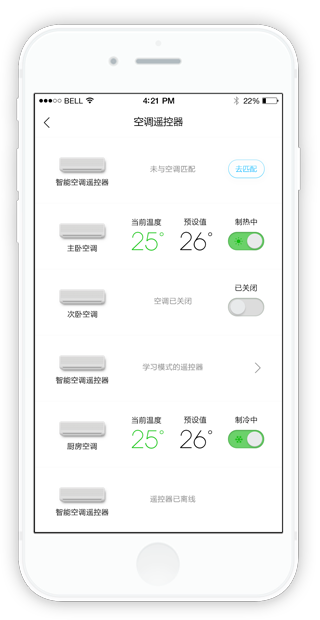 BELL 4:21 PM 22%
空调遥控器
智能空调遥控器 未与空调匹配 去匹配
当前温度 预设值 制热中
主卧空调 25° 26°
已关闭
次卧空调 空调已关闭
智能空调遥控器 学习模式的遥控器
当前温度 预设值 制冷中
厨房空调 25° 26°
智能空调遥控器 遥控器已离线